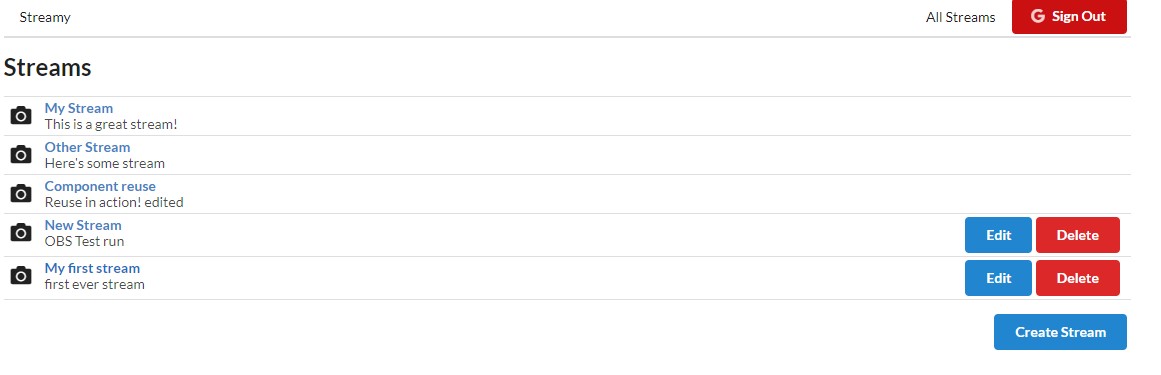 Streamy
All Streams
Sign Out
Streams
My Stream
This is a great stream!
Other Stream
Here's some stream
Component reuse
Reuse in action! edited
New Stream
OBS Test run
Edit
Delete
My first stream
first ever stream
Edit
Delete
Create Stream